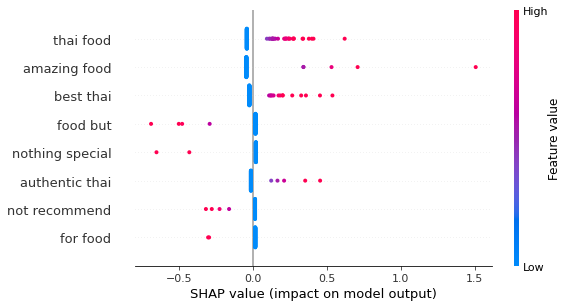 High
thai food
amazing food
best thai
food but
nothing special
authentic thai
not recommend
for food
Feature value
Low
−0.5 0.0 0.5 1.0 1.5
SHAP value (impact on model output)